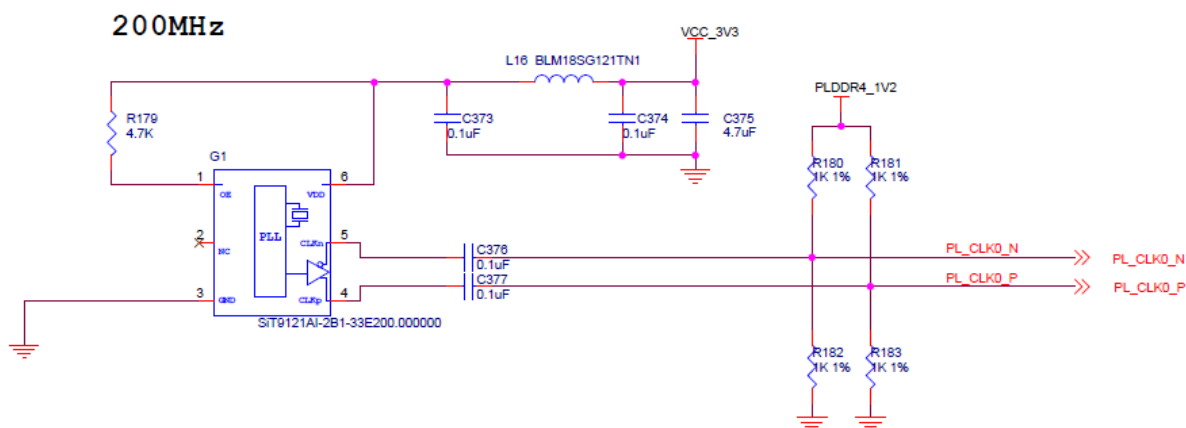 200MHz
VCC_3V3
L16 BLM18SG121TN1
PLDDR4_1V2
R179
4.7K
C373
0.1uF
C374
0.1uF
C375
4.7uF
G1
R180
1K 1%
R181
1K 1%
1
OE
VDD
6
2
NC
PLL
CLKn
5
C376
0.1uF
PL_CLK0_N
PL_CLK0_N
3
GND
CLKp
4
C377
0.1uF
PL_CLK0_P
PL_CLK0_P
SiT9121AI-2B1-33E200.000000
R182
1K 1%
R183
1K 1%